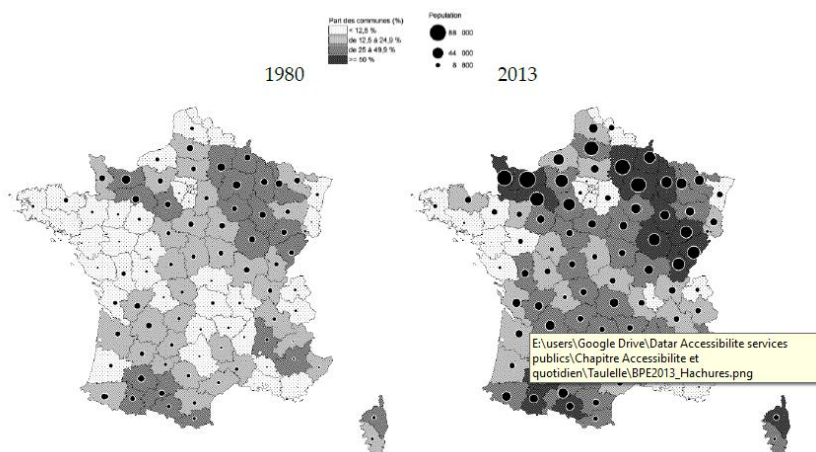 Part des communes (%)
< 12,5 %
de 12,5 à 24,9 %
de 25 à 49,9 %
>= 50 %
Population
88 000
44 000
8 800
1980
2013
E:\users\Google Drive\Datar Accessibilite services
publics\Chapitre Accessibilite et
quotidien\Taulelle\BPE2013_Hachures.png